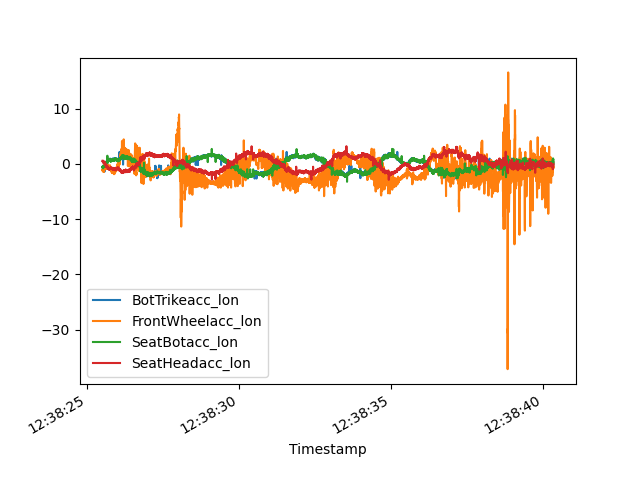 10
0
−10
−20
−30
BotTrikeacc_lon
FrontWheelacc_lon
SeatBotacc_lon
SeatHeadacc_lon
12:38:25
12:38:30
12:38:35
12:38:40
Timestamp